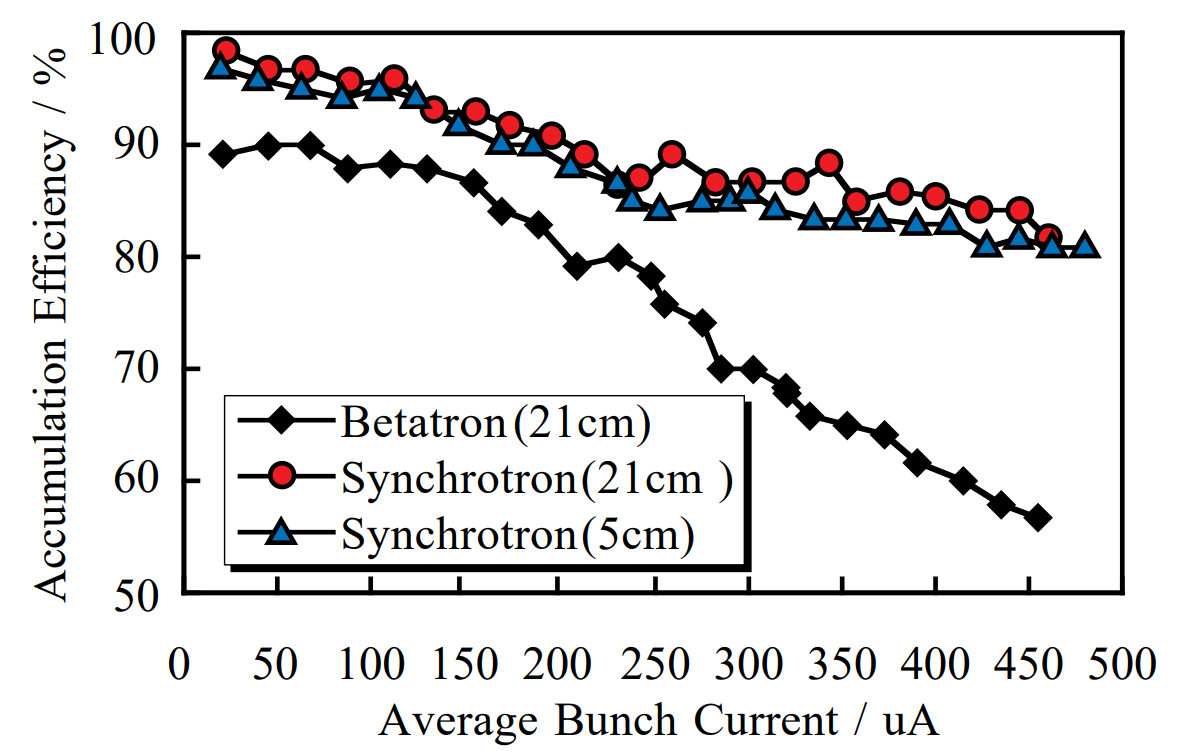 100
90
80
70
60
50
Accumulation Efficiency / %
Betatron (21cm)
Synchrotron (21cm )
Synchrotron (5cm)
0 50 100 150 200 250 300 350 400 450 500
Average Bunch Current / uA